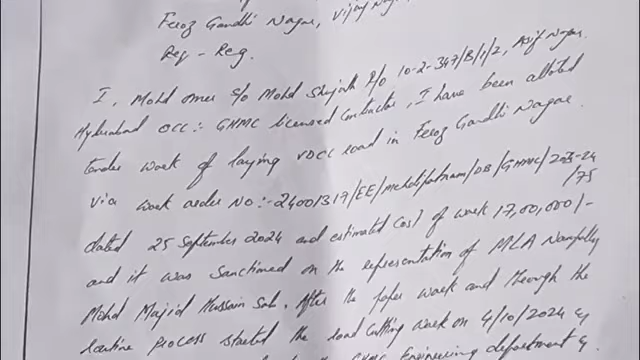 Feroz Gandhi Nagar, Vijay Nagar
Reg - Reg.
I, Mohd omer S/o Mohd Shujath R/o 10-2-347/B/1/2, Asif Nagar.
Hyderabad OCC :- GHMC licensed Contractor, I have been alloted
tender work of laying VDCC road in Feroz Gandhi Nagar
via work order NO :- 24001319/EE/mehdipatnam/DB/GHMC/2023-24
/75
dated 25 September 2024 and estimated Cost of work 17,00,000/-
and it was sanctioned on the representation of MLA Nampally
Mohd Majid Hussain Sab. After the paper work and through the
routine process started the road cutting work on 4/10/2024
GHMC Engineering department